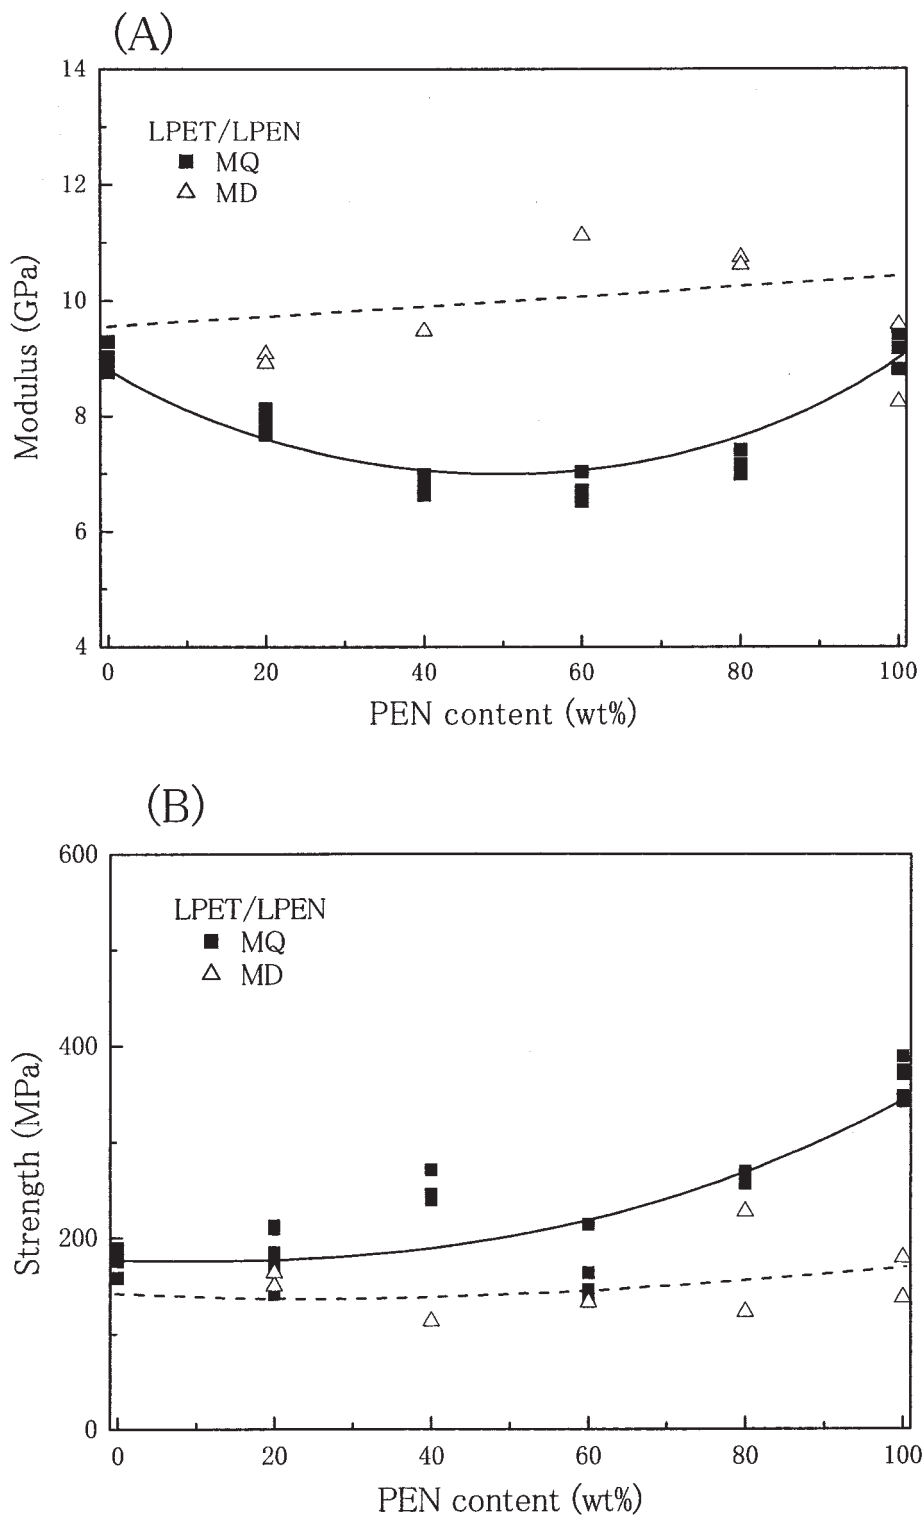 (A)
14
12
10
8
6
4
Modulus (GPa)
LPET/LPEN
MQ
MD
0 20 40 60 80 100
PEN content (wt%)
(B)
600
400
200
0
Strength (MPa)
LPET/LPEN
MQ
MD
0 20 40 60 80 100
PEN content (wt%)